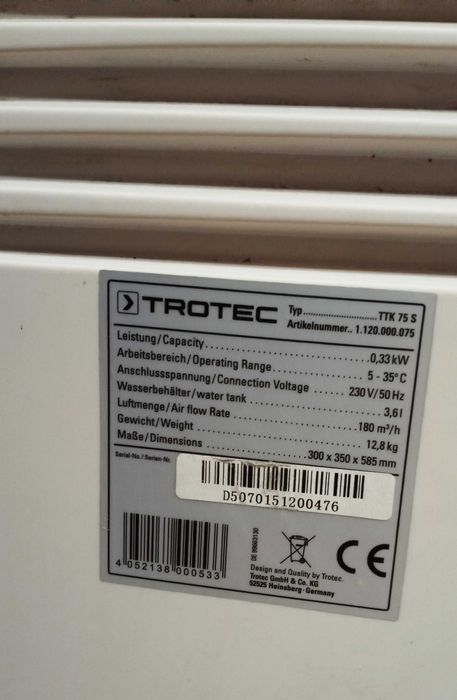 TROTEC
Typ..........................TTK 75 S
Artikelnummer.. 1.120.000.075
Leistung/Capacity..........................0,33 kW
Arbeitsbereich/Operating Range..............5 - 35°C
Anschlussspannung/Connection Voltage ........230 V/50 Hz
Wasserbehälter/water tank ....................3,6 l
Luftmenge/Air flow Rate ....................180 m³/h
Gewicht/Weight ..........................12,8 kg
Maße/Dimensions ....................300 x 350 x 585 mm
Serial-No./Serien-Nr.
D5070151200476
DE 99663130
4 052138 000533
CE
Design and Quality by Trotec.
Trotec GmbH & Co. KG
52525 Heinsberg · Germany